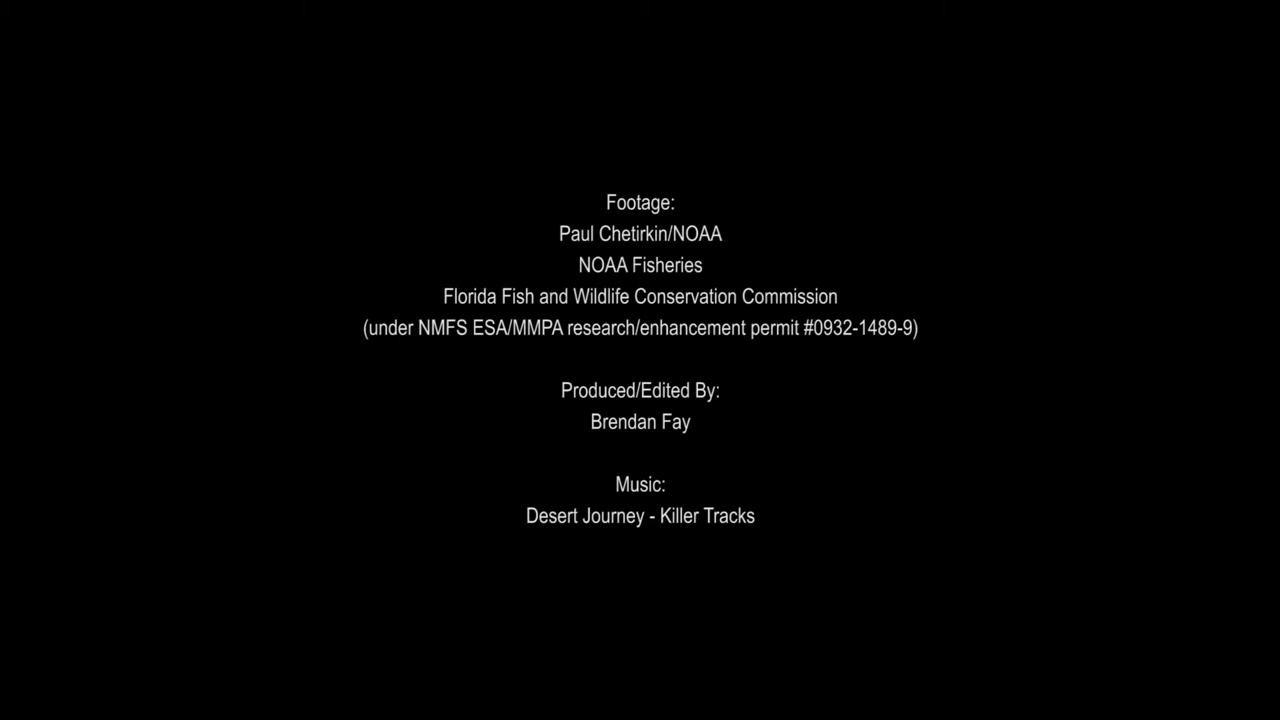 Footage:
Paul Chetirkin/NOAA
NOAA Fisheries
Florida Fish and Wildlife Conservation Commission
(under NMFS ESA/MMPA research/enhancement permit #0932-1489-9)
Produced/Edited By:
Brendan Fay
Music:
Desert Journey - Killer Tracks